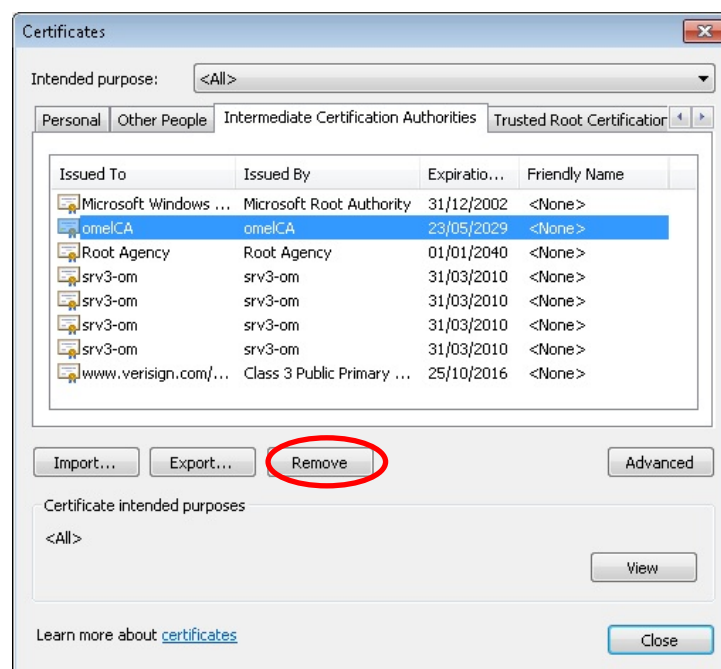 Certificates
Intended purpose: <All>
Personal Other People Intermediate Certification Authorities Trusted Root Certification
Issued To Issued By Expiratio... Friendly Name
Microsoft Windows ... Microsoft Root Authority 31/12/2002 <None>
omelCA omelCA 23/05/2029 <None>
Root Agency Root Agency 01/01/2040 <None>
srv3-om srv3-om 31/03/2010 <None>
srv3-om srv3-om 31/03/2010 <None>
srv3-om srv3-om 31/03/2010 <None>
srv3-om srv3-om 31/03/2010 <None>
www.verisign.com/... Class 3 Public Primary ... 25/10/2016 <None>
Import... Export... Remove Advanced
Certificate intended purposes
<All>
View
Learn more about certificates
Close